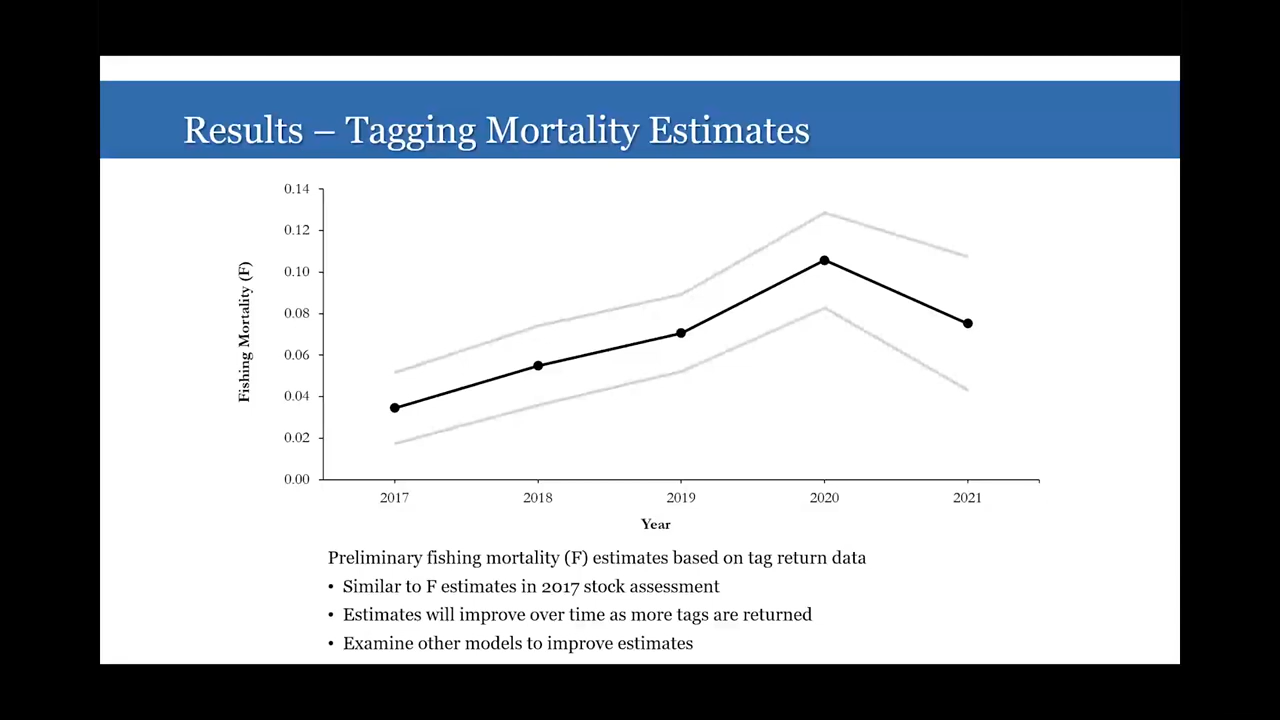 Results – Tagging Mortality Estimates
0.14
0.12
0.10
0.08
0.06
0.04
0.02
0.00
Fishing Mortality (F)
2017 2018 2019 2020 2021
Year
Preliminary fishing mortality (F) estimates based on tag return data
• Similar to F estimates in 2017 stock assessment
• Estimates will improve over time as more tags are returned
• Examine other models to improve estimates